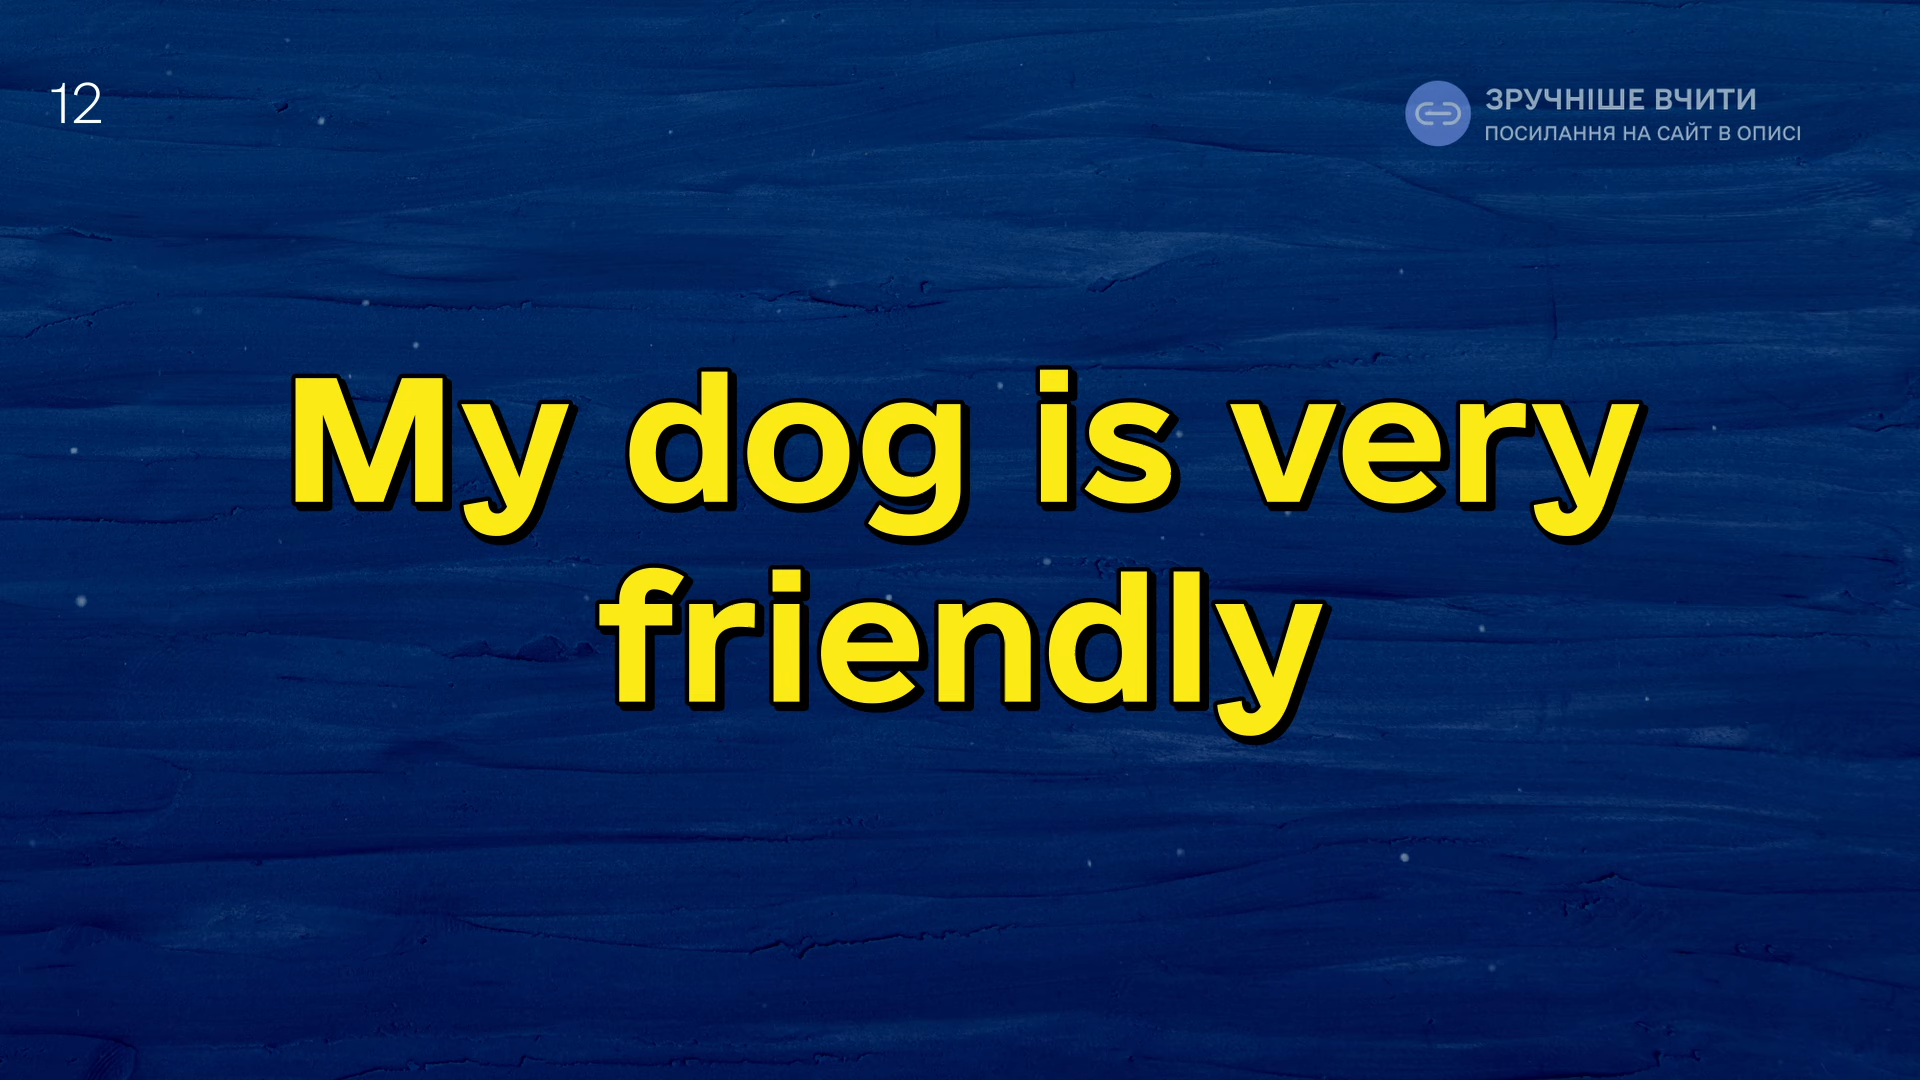 12
ЗРУЧНІШЕ ВЧИТИ
ПОСИЛАННЯ НА САЙТ В ОПИСІ
My dog is very
friendly